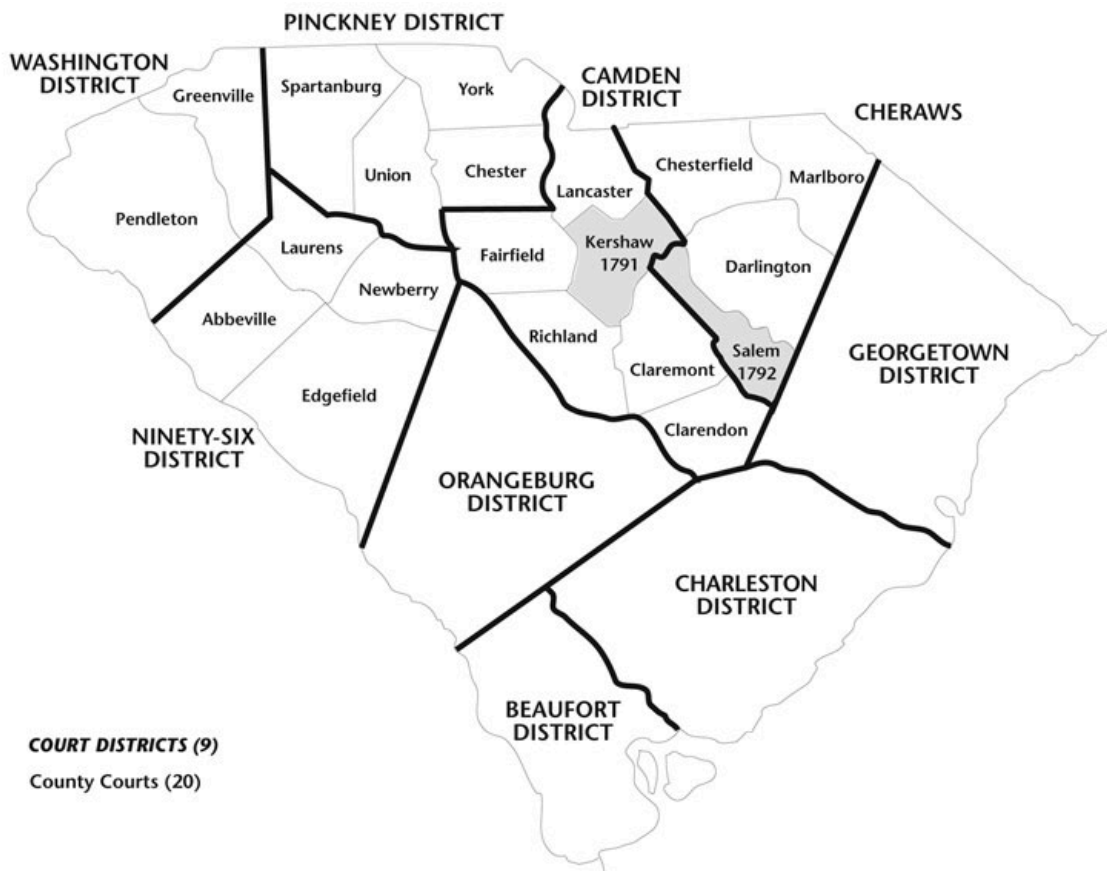 PINCKNEY DISTRICT
WASHINGTON
DISTRICT
CAMDEN
DISTRICT
CHERAWS
Greenville
Spartanburg
York
Union
Chester
Lancaster
Chesterfield
Marlboro
Pendleton
Laurens
Fairfield
Kershaw
1791
Darlington
Newberry
Abbeville
Richland
Claremont
Salem
1792
GEORGETOWN
DISTRICT
Edgefield
Clarendon
NINETY-SIX
DISTRICT
ORANGEBURG
DISTRICT
CHARLESTON
DISTRICT
BEAUFORT
DISTRICT
COURT DISTRICTS (9)
County Courts (20)